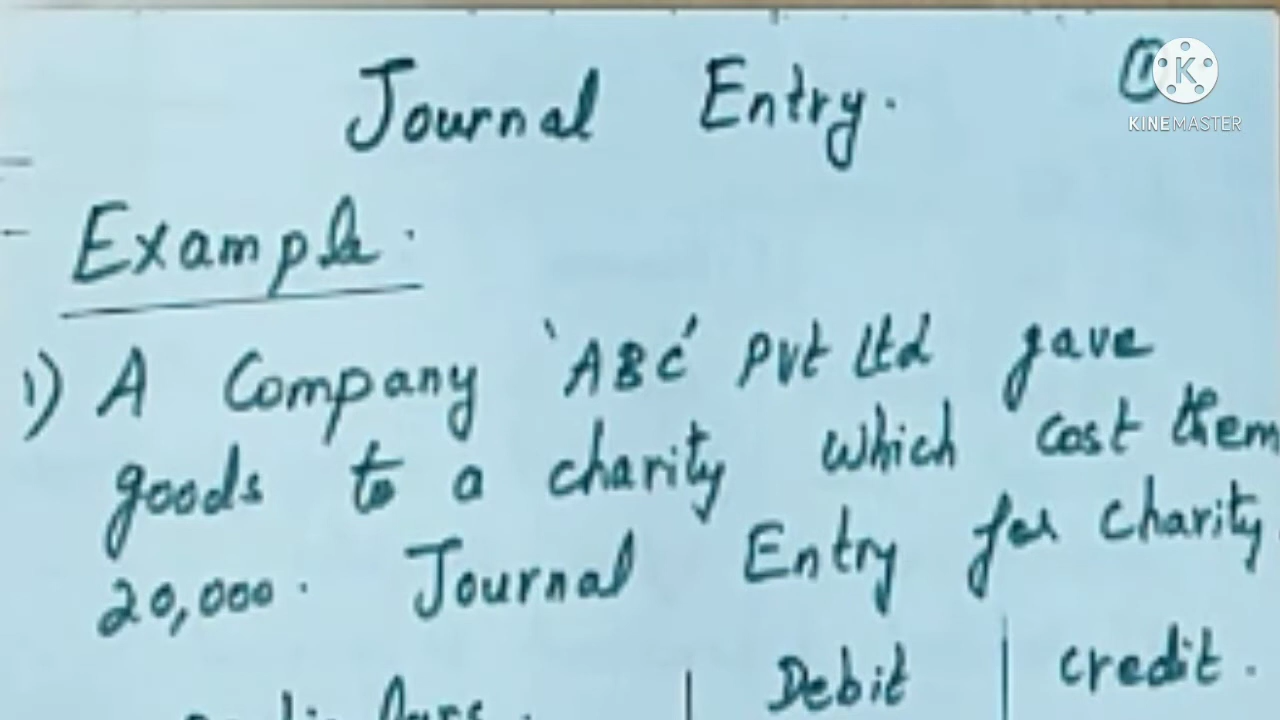 Journal Entry.
①
K
KINEMASTER
Example.
1) A Company 'ABC' Pvt Ltd gave
goods to a charity which cost them
20,000. Journal Entry for charity.
Debit credit.